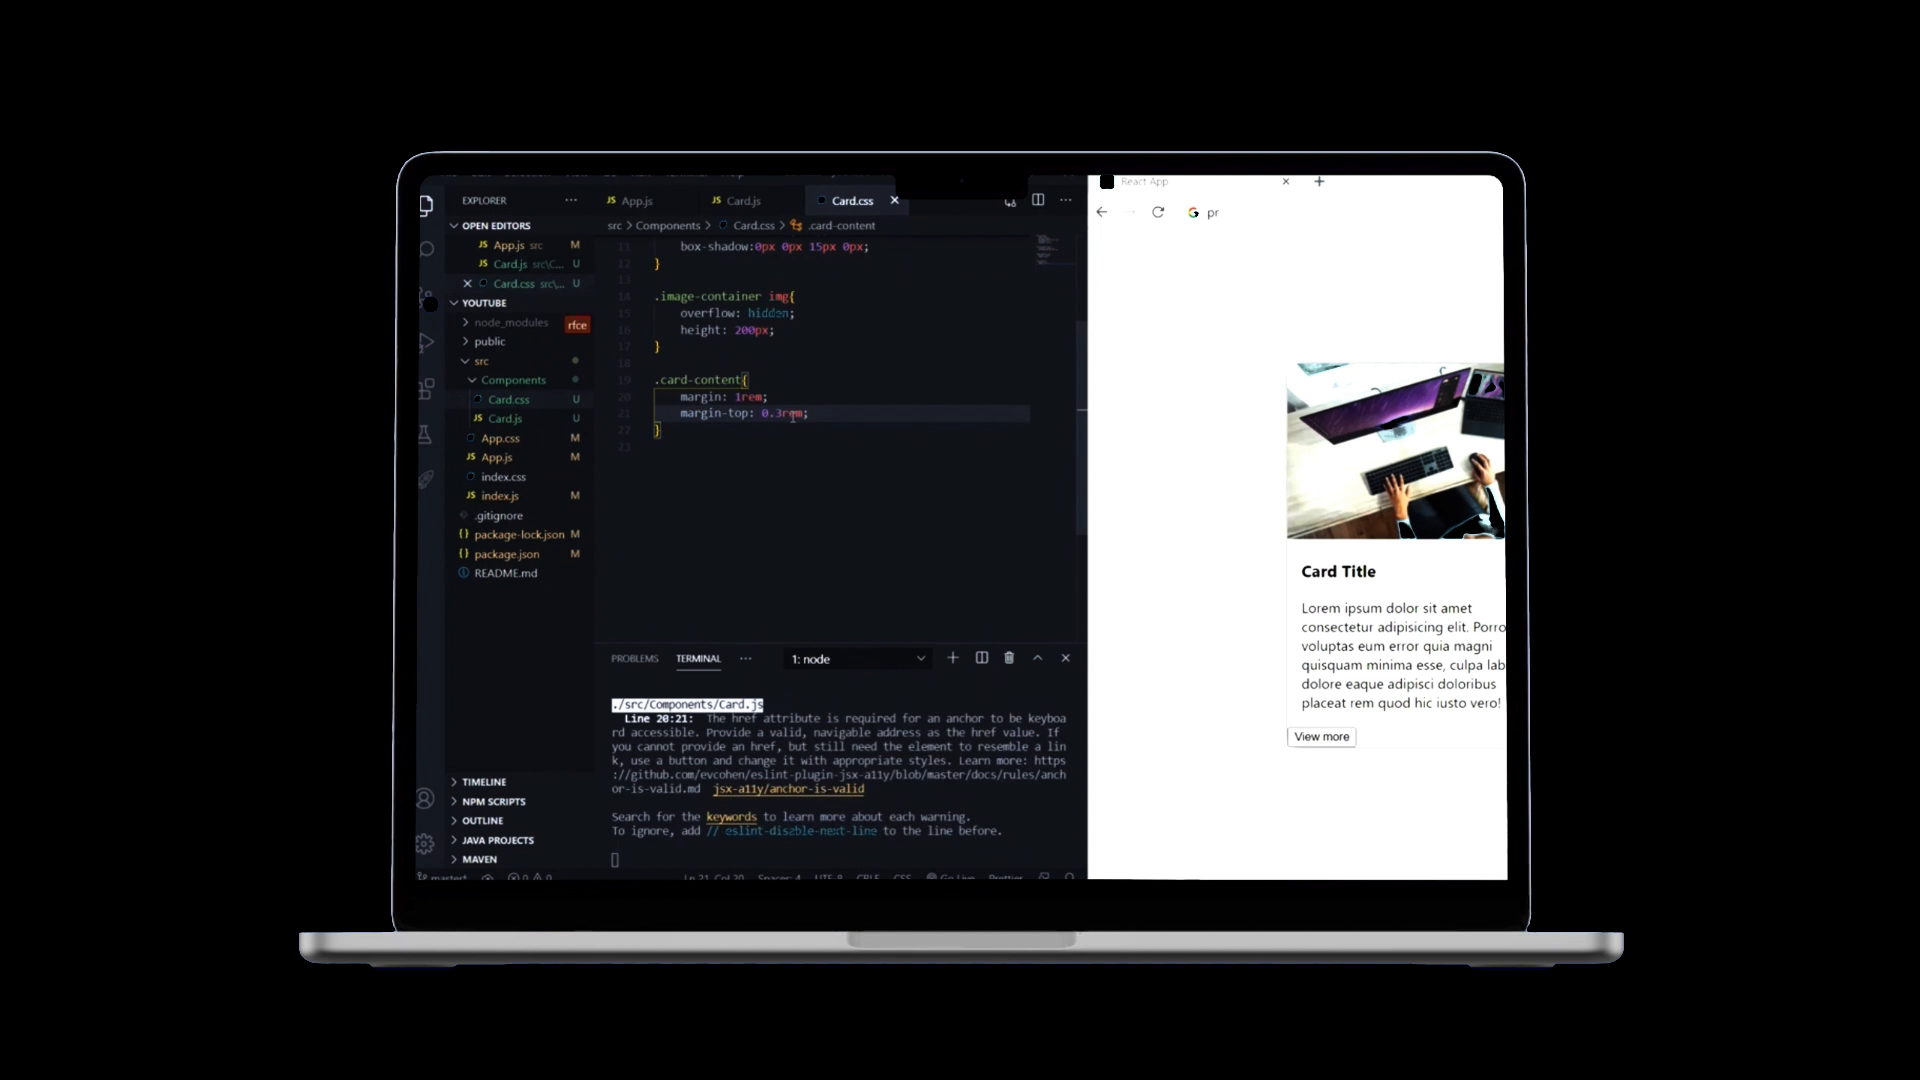 EXPLORER ...
OPEN EDITORS
JS App.js src M
JS Card.js src\C... U
Card.css src\... U
YOUTUBE
node_modules
rfce
public
src
Components
Card.css U
Card.js U
App.css M
JS App.js M
index.css
JS index.js M
.gitignore
{} package-lock.json M
{} package.json M
README.md
TIMELINE
NPM SCRIPTS
OUTLINE
JAVA PROJECTS
MAVEN
JS App.js JS Card.js Card.css
src > Components > Card.css > .card-content
11 box-shadow:0px 0px 15px 0px;
12 }
13
14 .image-container img{
15 overflow: hidden;
16 height: 200px;
17 }
18
19 .card-content{
20 margin: 1rem;
21 margin-top: 0.3rem;
22 }
23
PROBLEMS TERMINAL ... 1: node
./src/Components/Card.js
Line 20:21: The href attribute is required for an anchor to be keyboa
rd accessible. Provide a valid, navigable address as the href value. If
you cannot provide an href, but still need the element to resemble a lin
k, use a button and change it with appropriate styles. Learn more: https
://github.com/evcohen/eslint-plugin-jsx-a11y/blob/master/docs/rules/anch
or-is-valid.md jsx-a11y/anchor-is-valid
Search for the keywords to learn more about each warning.
To ignore, add // eslint-disable-next-line to the line before.
React App
pr
Card Title
Lorem ipsum dolor sit amet
consectetur adipisicing elit. Porro
voluptas eum error quia magni
quisquam minima esse, culpa lab
dolore eaque adipisci doloribus
placeat rem quod hic iusto vero!
View more